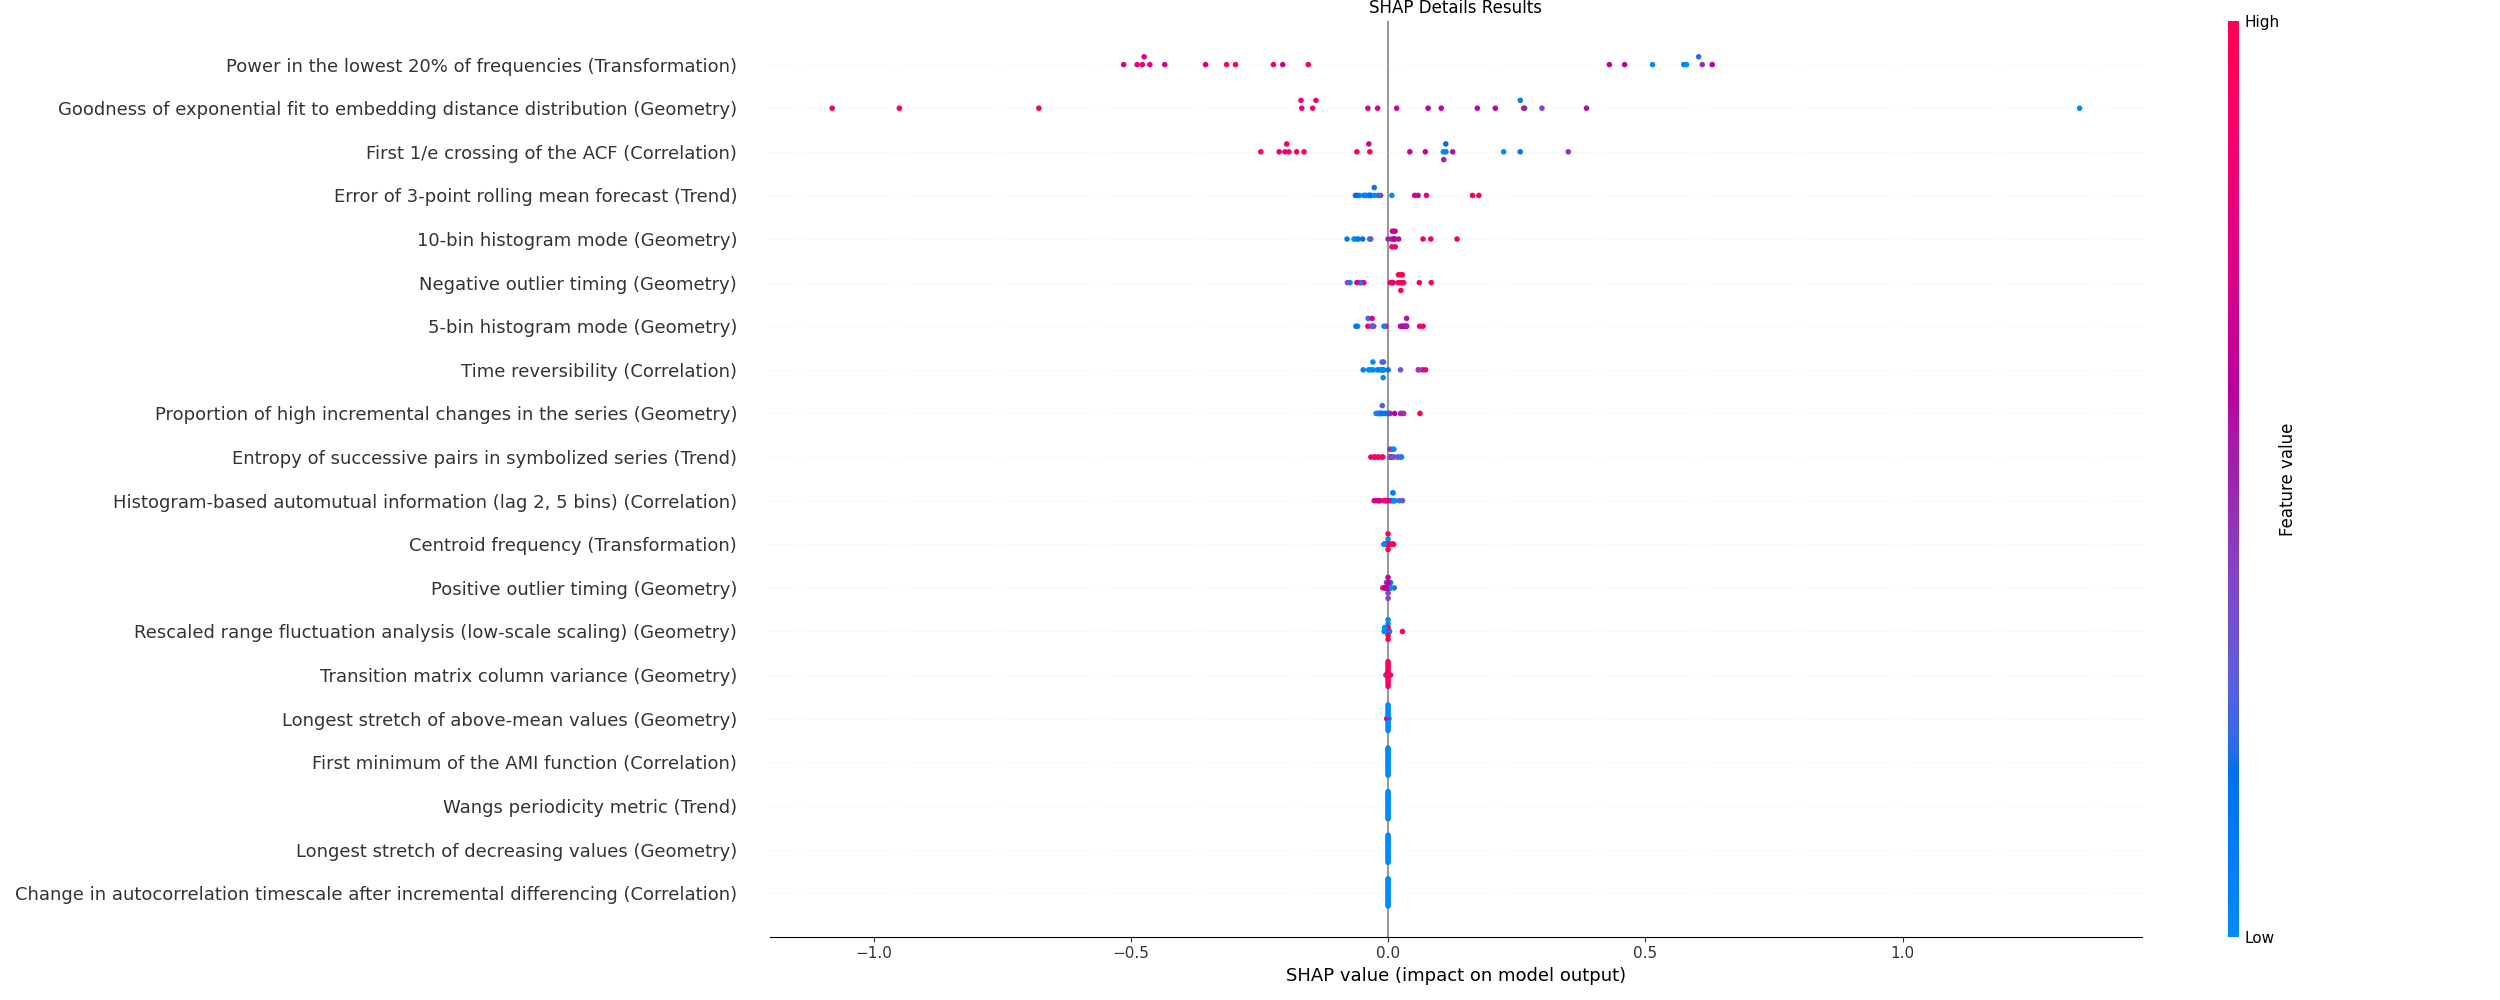 SHAP Details Results
High
Power in the lowest 20% of frequencies (Transformation)
Goodness of exponential fit to embedding distance distribution (Geometry)
First 1/e crossing of the ACF (Correlation)
Error of 3-point rolling mean forecast (Trend)
10-bin histogram mode (Geometry)
Negative outlier timing (Geometry)
5-bin histogram mode (Geometry)
Time reversibility (Correlation)
Proportion of high incremental changes in the series (Geometry)
Entropy of successive pairs in symbolized series (Trend)
Histogram-based automutual information (lag 2, 5 bins) (Correlation)
Centroid frequency (Transformation)
Positive outlier timing (Geometry)
Rescaled range fluctuation analysis (low-scale scaling) (Geometry)
Transition matrix column variance (Geometry)
Longest stretch of above-mean values (Geometry)
First minimum of the AMI function (Correlation)
Wangs periodicity metric (Trend)
Longest stretch of decreasing values (Geometry)
Change in autocorrelation timescale after incremental differencing (Correlation)
Feature value
Low
−1.0 −0.5 0.0 0.5 1.0
SHAP value (impact on model output)